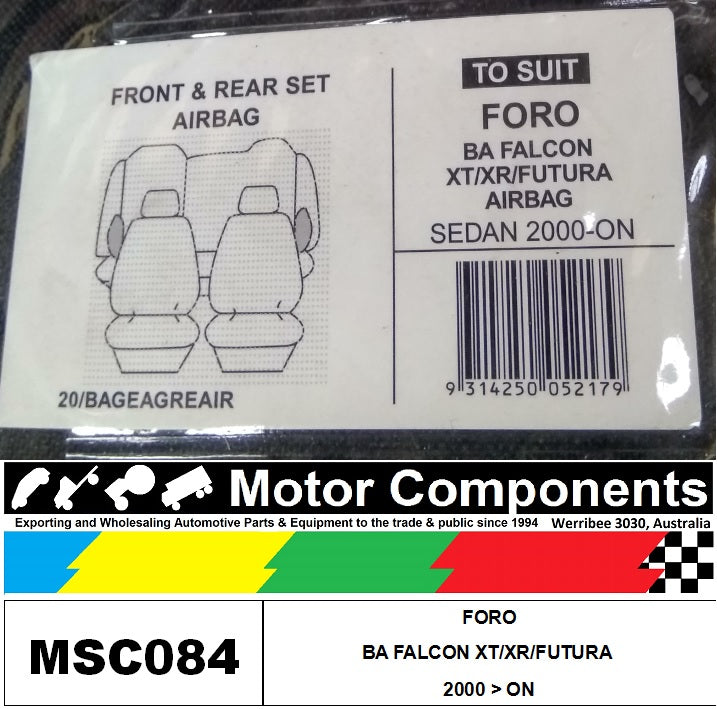 FRONT & REAR SET
AIRBAG
20/BAGEAGREAIR
TO SUIT
FORO
BA FALCON
XT/XR/FUTURA
AIRBAG
SEDAN 2000-ON
9 314250 052179
Motor Components
Exporting and Wholesaling Automotive Parts & Equipment to the trade & public since 1994 Werribee 3030, Australia
MSC084
FORO
BA FALCON XT/XR/FUTURA
2000 > ON